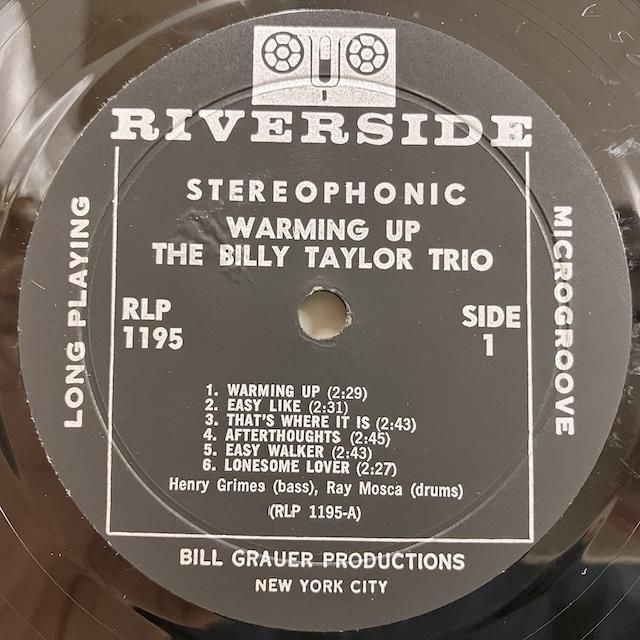 RIVERSIDE
STEREOPHONIC
WARMING UP
THE BILLY TAYLOR TRIO
LONG PLAYING
MICROGROOVE
RLP
1195
SIDE
1
1. WARMING UP (2:29)
2. EASY LIKE (2:31)
3. THAT'S WHERE IT IS (2:43)
4. AFTERTHOUGHTS (2:45)
5. EASY WALKER (2:43)
6. LONESOME LOVER (2:27)
Henry Grimes (bass), Ray Mosca (drums)
(RLP 1195-A)
BILL GRAUER PRODUCTIONS
NEW YORK CITY